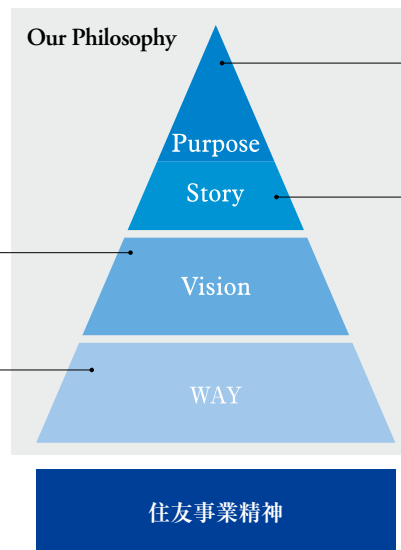 Our Philosophy
Purpose
Story
Vision
WAY
住友事業精神